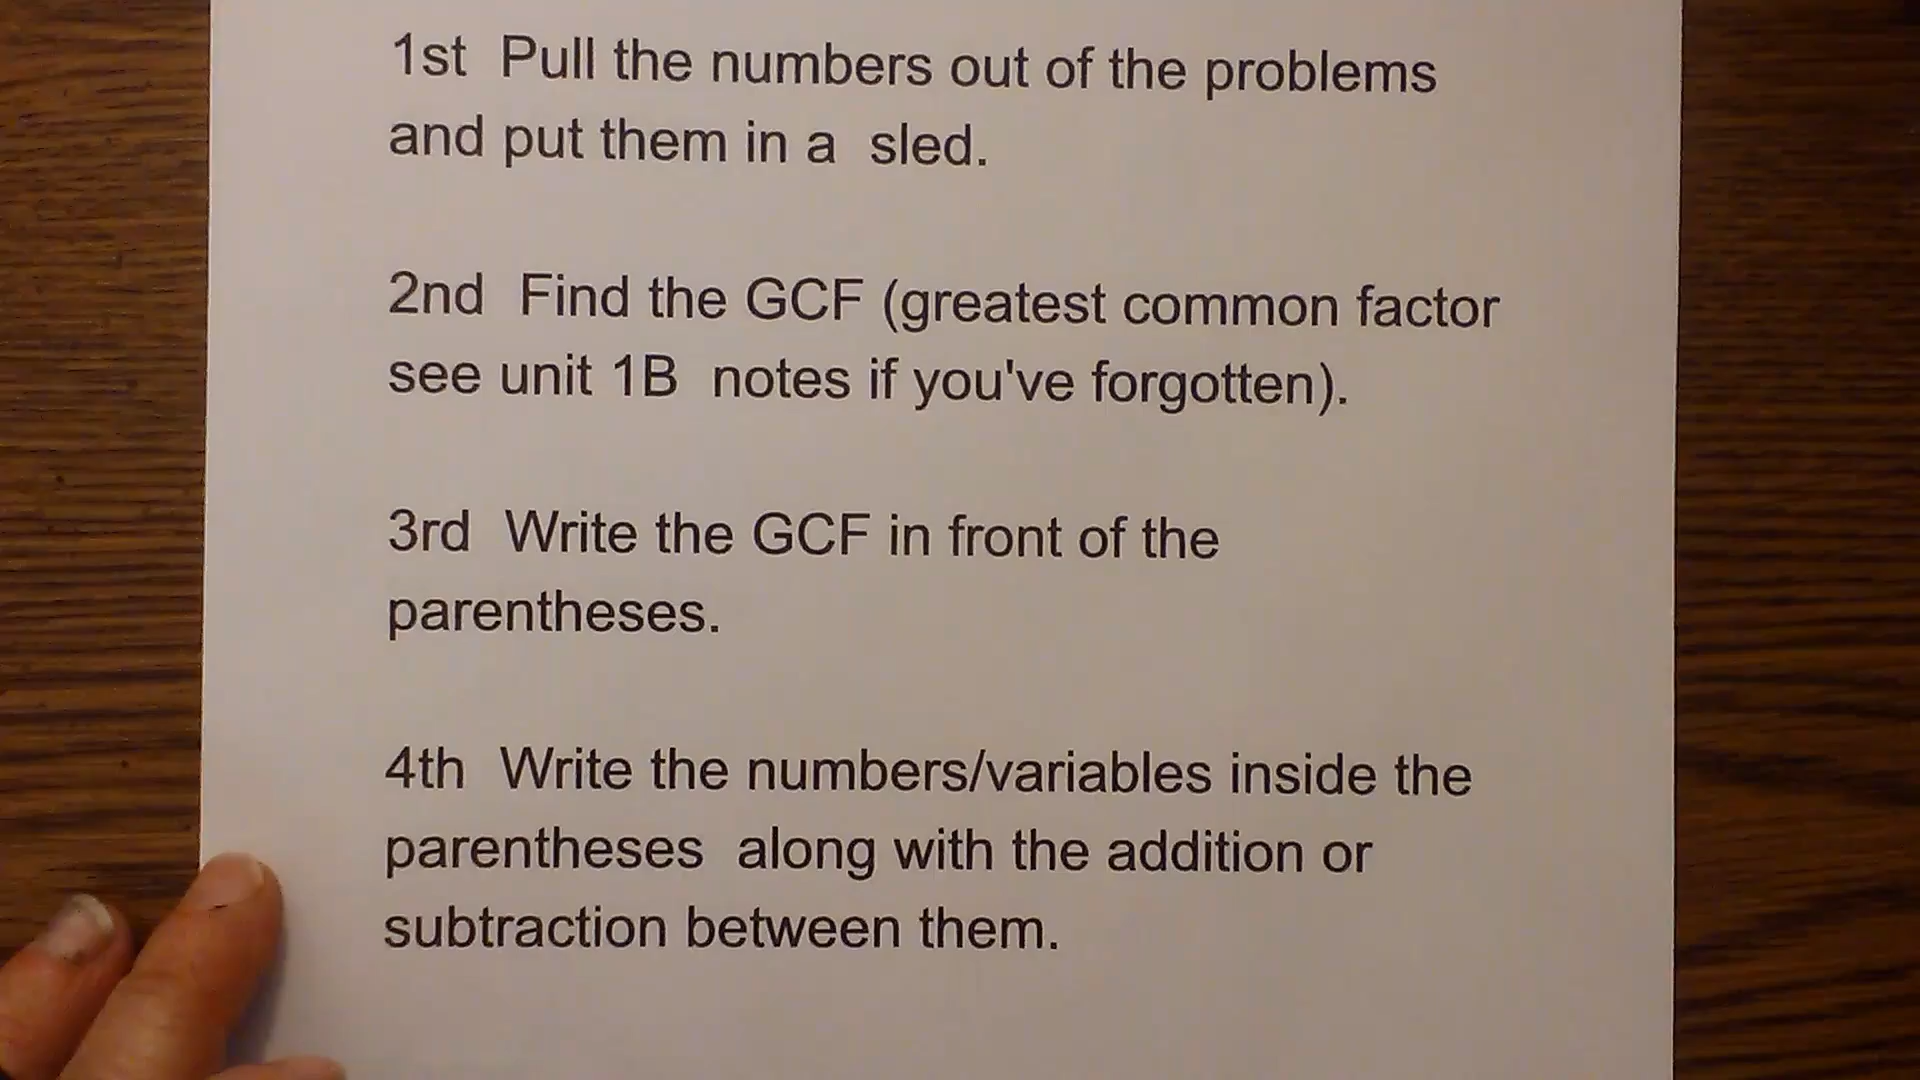 1st  Pull the numbers out of the problems
and put them in a  sled.
2nd  Find the GCF (greatest common factor
see unit 1B  notes if you've forgotten).
3rd  Write the GCF in front of the
parentheses.
4th  Write the numbers/variables inside the
parentheses  along with the addition or
subtraction between them.